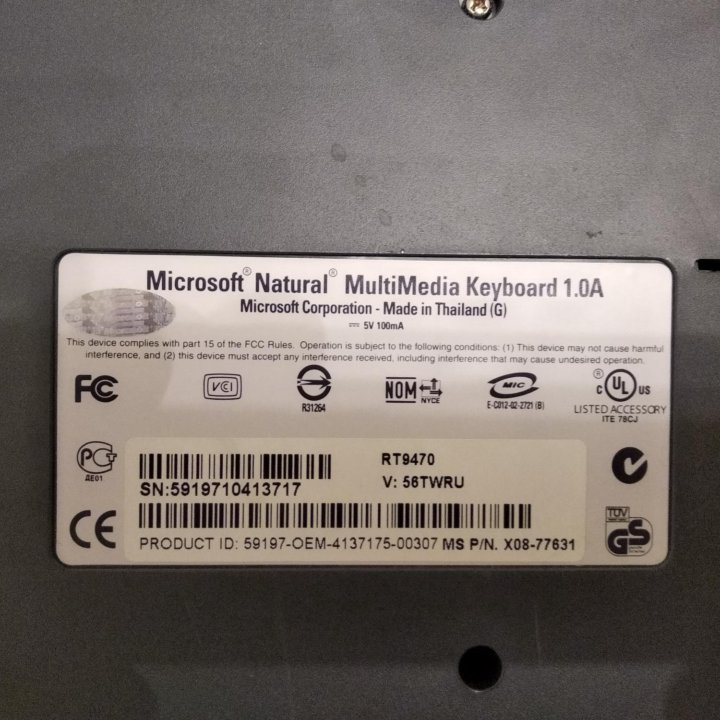 Microsoft® Natural® MultiMedia Keyboard 1.0A
Microsoft Corporation - Made in Thailand (G)
5V 100mA
This device complies with part 15 of the FCC Rules. Operation is subject to the following conditions: (1) This device may not cause harmful
interference, and (2) this device must accept any interference received, including interference that may cause undesired operation.
FC
VCI
R31264
NOM
NYCE
MIC
E-C012-02-2721 (B)
® c UL US
LISTED ACCESSORY
ITE 78CJ
РСТ
ДЕ01
RT9470
SN:5919710413717
V: 56TWRU
CE
PRODUCT ID: 59197-OEM-4137175-00307 MS P/N. X08-77631
TÜV
GS